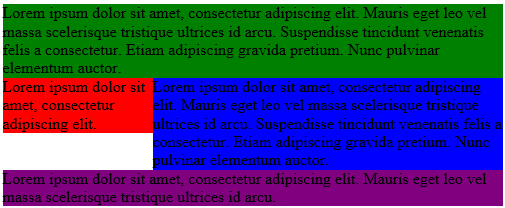 Lorem ipsum dolor sit amet, consectetur adipiscing elit. Mauris eget leo vel
massa scelerisque tristique ultrices id arcu. Suspendisse tincidunt venenatis
felis a consectetur. Etiam adipiscing gravida pretium. Nunc pulvinar
elementum auctor.
Lorem ipsum dolor sit
amet, consectetur
adipiscing elit.
Lorem ipsum dolor sit amet, consectetur adipiscing
elit. Mauris eget leo vel massa scelerisque tristique
ultrices id arcu. Suspendisse tincidunt venenatis felis a
consectetur. Etiam adipiscing gravida pretium. Nunc
pulvinar elementum auctor.
Lorem ipsum dolor sit amet, consectetur adipiscing elit. Mauris eget leo vel
massa scelerisque tristique ultrices id arcu.